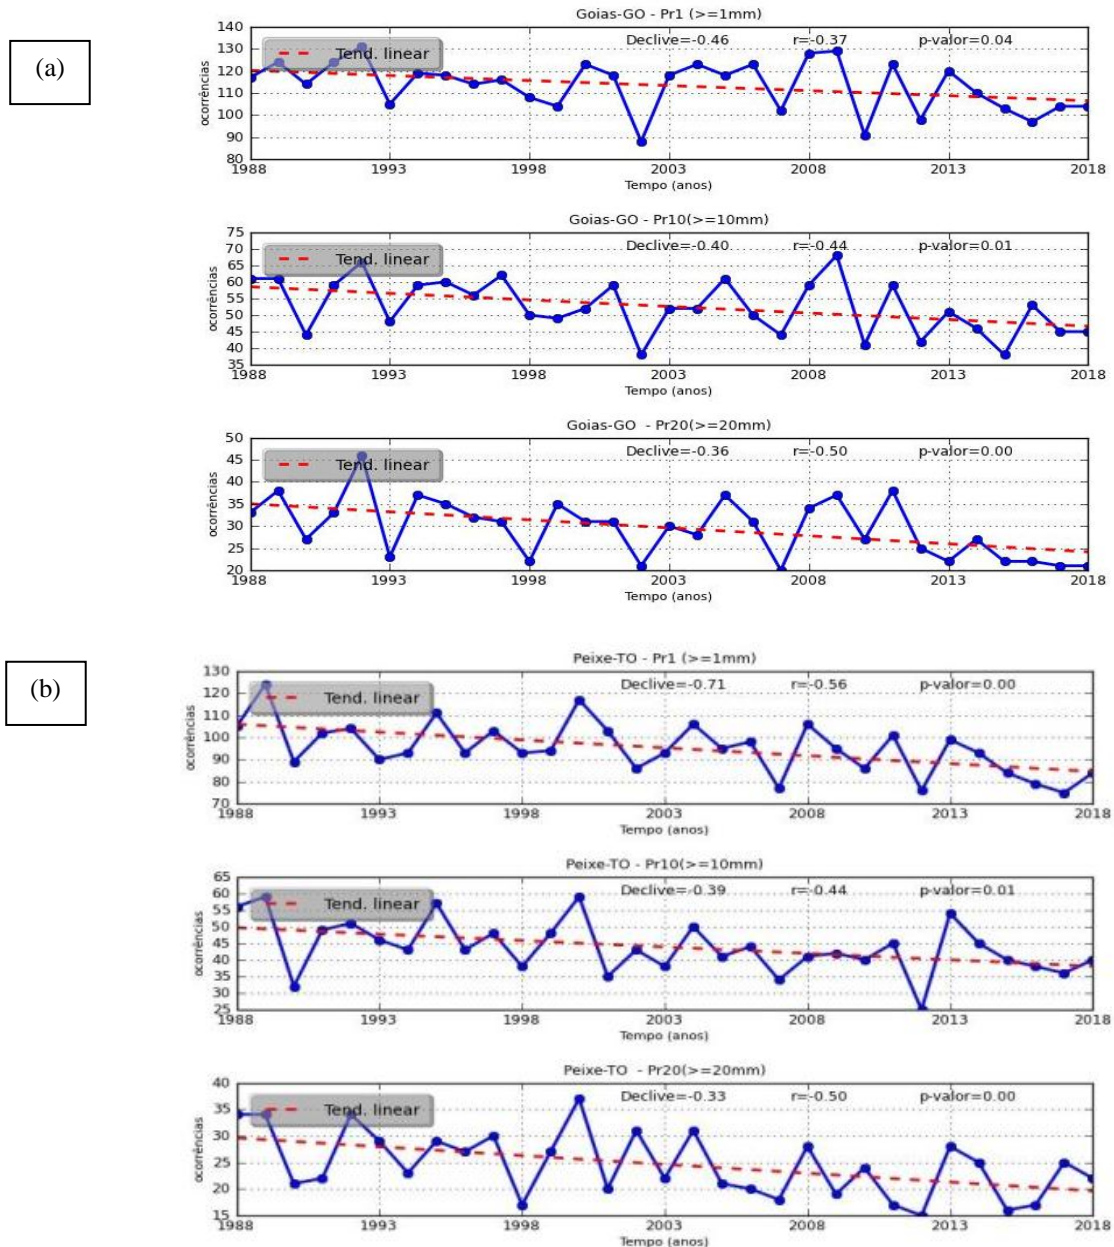 (a)
Goias-GO - Pr1 (>=1mm)
Declive=-0.46 r=-0.37 p-valor=0.04
Tend. linear
ocorrências
140
130
120
110
100
90
80
1988 1993 1998 2003 2008 2013 2018
Tempo (anos)
Goias-GO - Pr10(>=10mm)
Declive=-0.40 r=-0.44 p-valor=0.01
Tend. linear
ocorrências
75
70
65
60
55
50
45
40
35
1988 1993 1998 2003 2008 2013 2018
Tempo (anos)
Goias-GO - Pr20(>=20mm)
Declive=-0.36 r=-0.50 p-valor=0.00
Tend. linear
ocorrências
50
45
40
35
30
25
20
1988 1993 1998 2003 2008 2013 2018
Tempo (anos)
(b)
Peixe-TO - Pr1 (>=1mm)
Declive=-0.71 r=-0.56 p-valor=0.00
Tend. linear
ocorrências
130
120
110
100
90
80
70
1988 1993 1998 2003 2008 2013 2018
Tempo (anos)
Peixe-TO - Pr10(>=10mm)
Declive=-0.39 r=-0.44 p-valor=0.01
Tend. linear
ocorrências
65
60
55
50
45
40
35
30
25
1988 1993 1998 2003 2008 2013 2018
Tempo (anos)
Peixe-TO - Pr20(>=20mm)
Declive=-0.33 r=-0.50 p-valor=0.00
Tend. linear
ocorrências
40
35
30
25
20
15
1988 1993 1998 2003 2008 2013 2018
Tempo (anos)